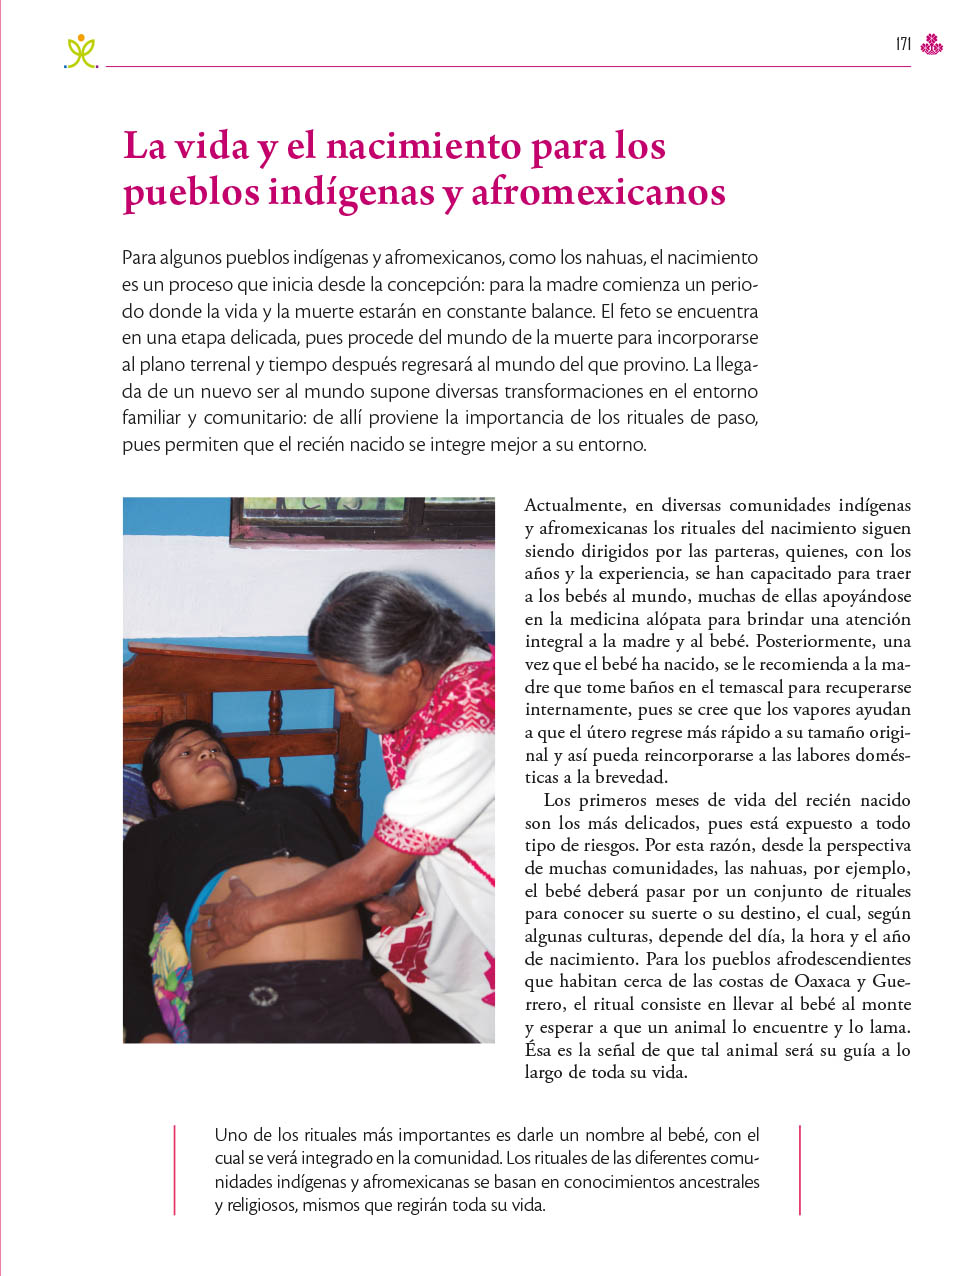 171
La vida y el nacimiento para los
pueblos indígenas y afromexicanos
Para algunos pueblos indígenas y afromexicanos, como los nahuas, el nacimiento
es un proceso que inicia desde la concepción: para la madre comienza un perio-
do donde la vida y la muerte estarán en constante balance. El feto se encuentra
en una etapa delicada, pues procede del mundo de la muerte para incorporarse
al plano terrenal y tiempo después regresará al mundo del que provino. La llega-
da de un nuevo ser al mundo supone diversas transformaciones en el entorno
familiar y comunitario: de allí proviene la importancia de los rituales de paso,
pues permiten que el recién nacido se integre mejor a su entorno.
Actualmente, en diversas comunidades indígenas
y afromexicanas los rituales del nacimiento siguen
siendo dirigidos por las parteras, quienes, con los
años y la experiencia, se han capacitado para traer
a los bebés al mundo, muchas de ellas apoyándose
en la medicina alópata para brindar una atención
integral a la madre y al bebé. Posteriormente, una
vez que el bebé ha nacido, se le recomienda a la ma-
dre que tome baños en el temascal para recuperarse
internamente, pues se cree que los vapores ayudan
a que el útero regrese más rápido a su tamaño origi-
nal y así pueda reincorporarse a las labores domés-
ticas a la brevedad.
Los primeros meses de vida del recién nacido
son los más delicados, pues está expuesto a todo
tipo de riesgos. Por esta razón, desde la perspectiva
de muchas comunidades, las nahuas, por ejemplo,
el bebé deberá pasar por un conjunto de rituales
para conocer su suerte o su destino, el cual, según
algunas culturas, depende del día, la hora y el año
de nacimiento. Para los pueblos afrodescendientes
que habitan cerca de las costas de Oaxaca y Gue-
rrero, el ritual consiste en llevar al bebé al monte
y esperar a que un animal lo encuentre y lo lama.
Ésa es la señal de que tal animal será su guía a lo
largo de toda su vida.
Uno de los rituales más importantes es darle un nombre al bebé, con el
cual se verá integrado en la comunidad. Los rituales de las diferentes comu-
nidades indígenas y afromexicanas se basan en conocimientos ancestrales
y religiosos, mismos que regirán toda su vida.